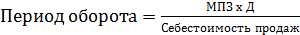 Период оборота = МПЗ х Д
Себестоимость продаж